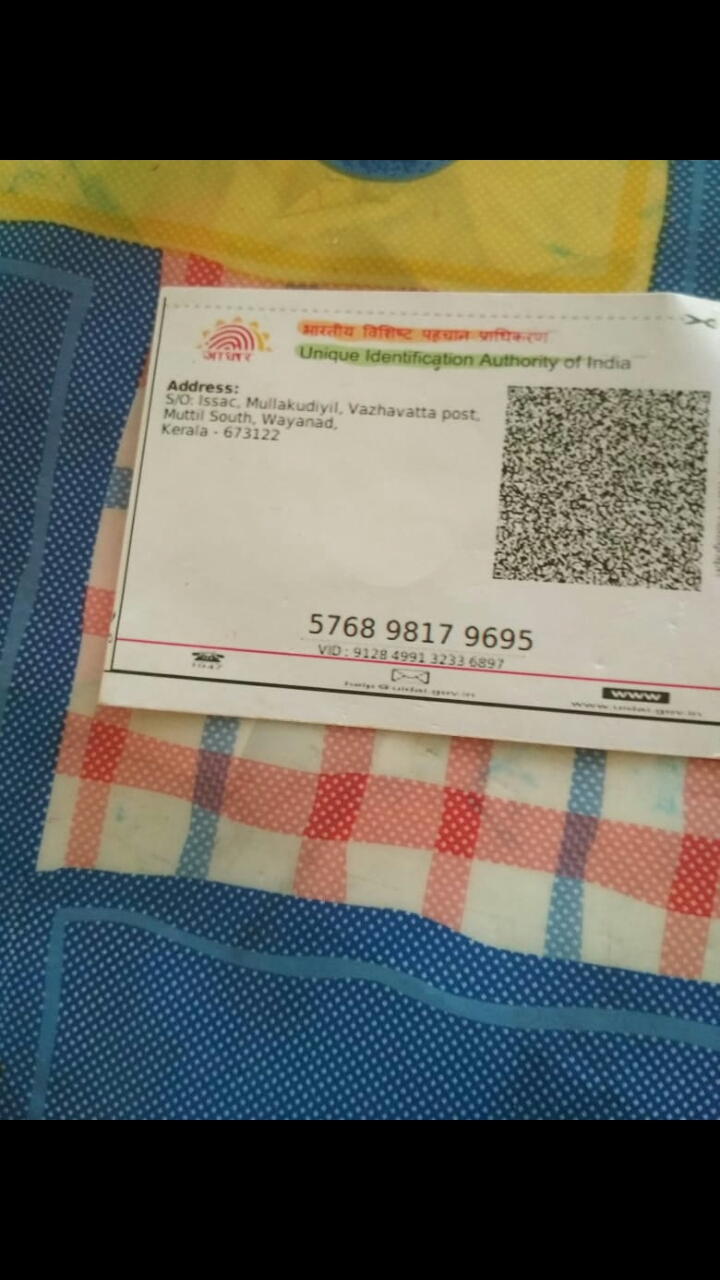 भारतीय विशिष्ट पहचान प्राधिकरण
Unique Identification Authority of India
आधार
Address:
S/O: Issac, Mullakudiyil, Vazhavatta post,
Muttil South, Wayanad,
Kerala - 673122
5768 9817 9695
VID : 9128 4991 3233 6897
1947
help@uidai.gov.in
www
www.uidai.gov.in